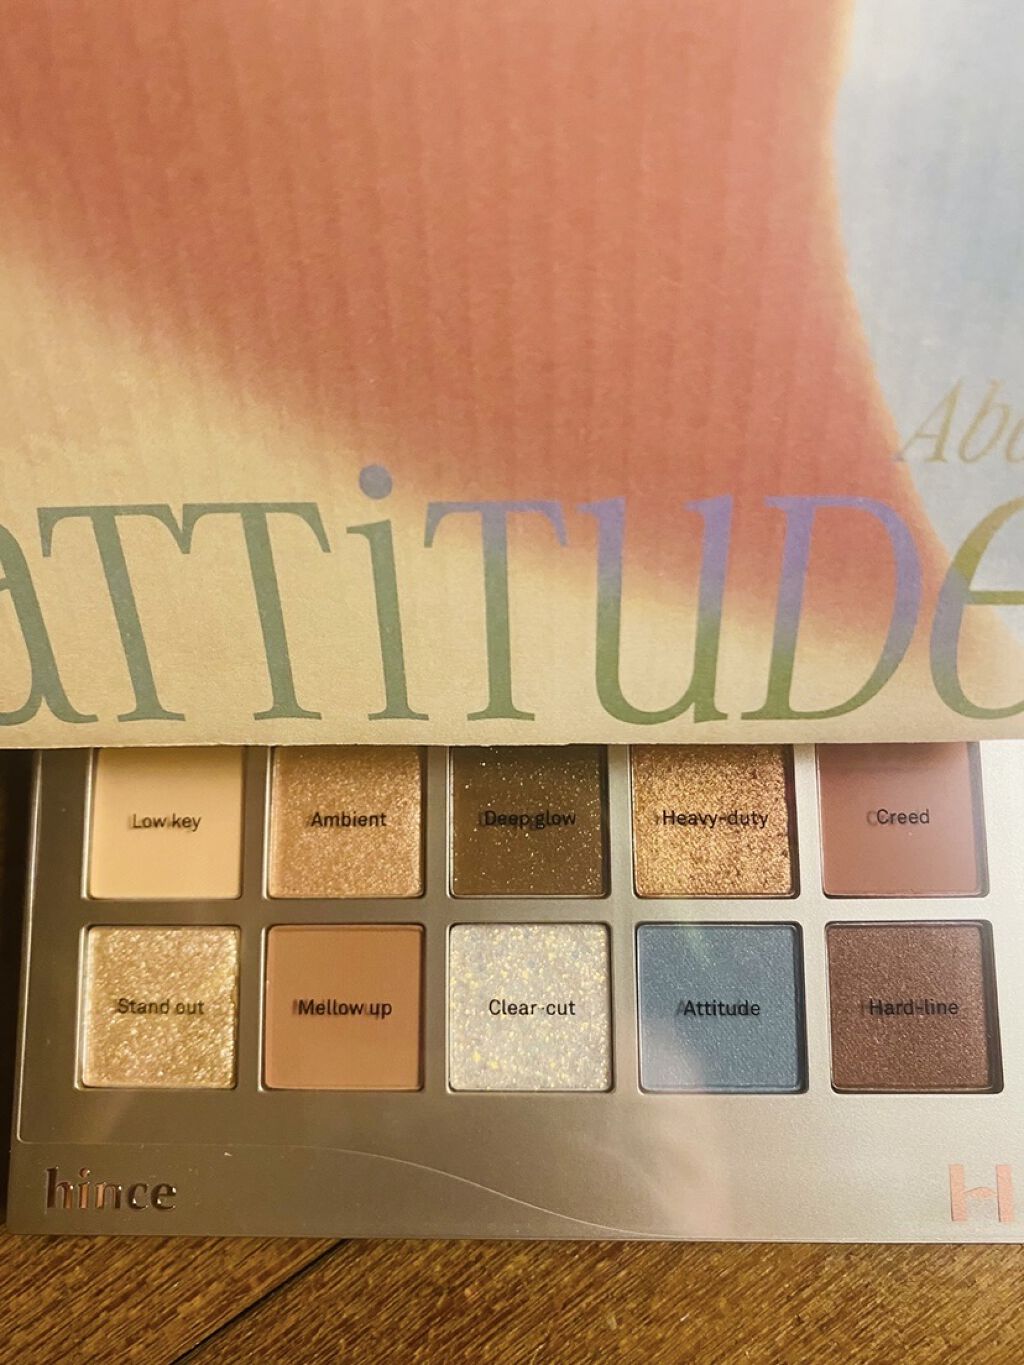 ATTiTUDe
Low key
Ambient
Deep glow
Heavy-duty
Creed
Stand out
Mellow up
Clear-cut
Attitude
Hard-line
hince
H